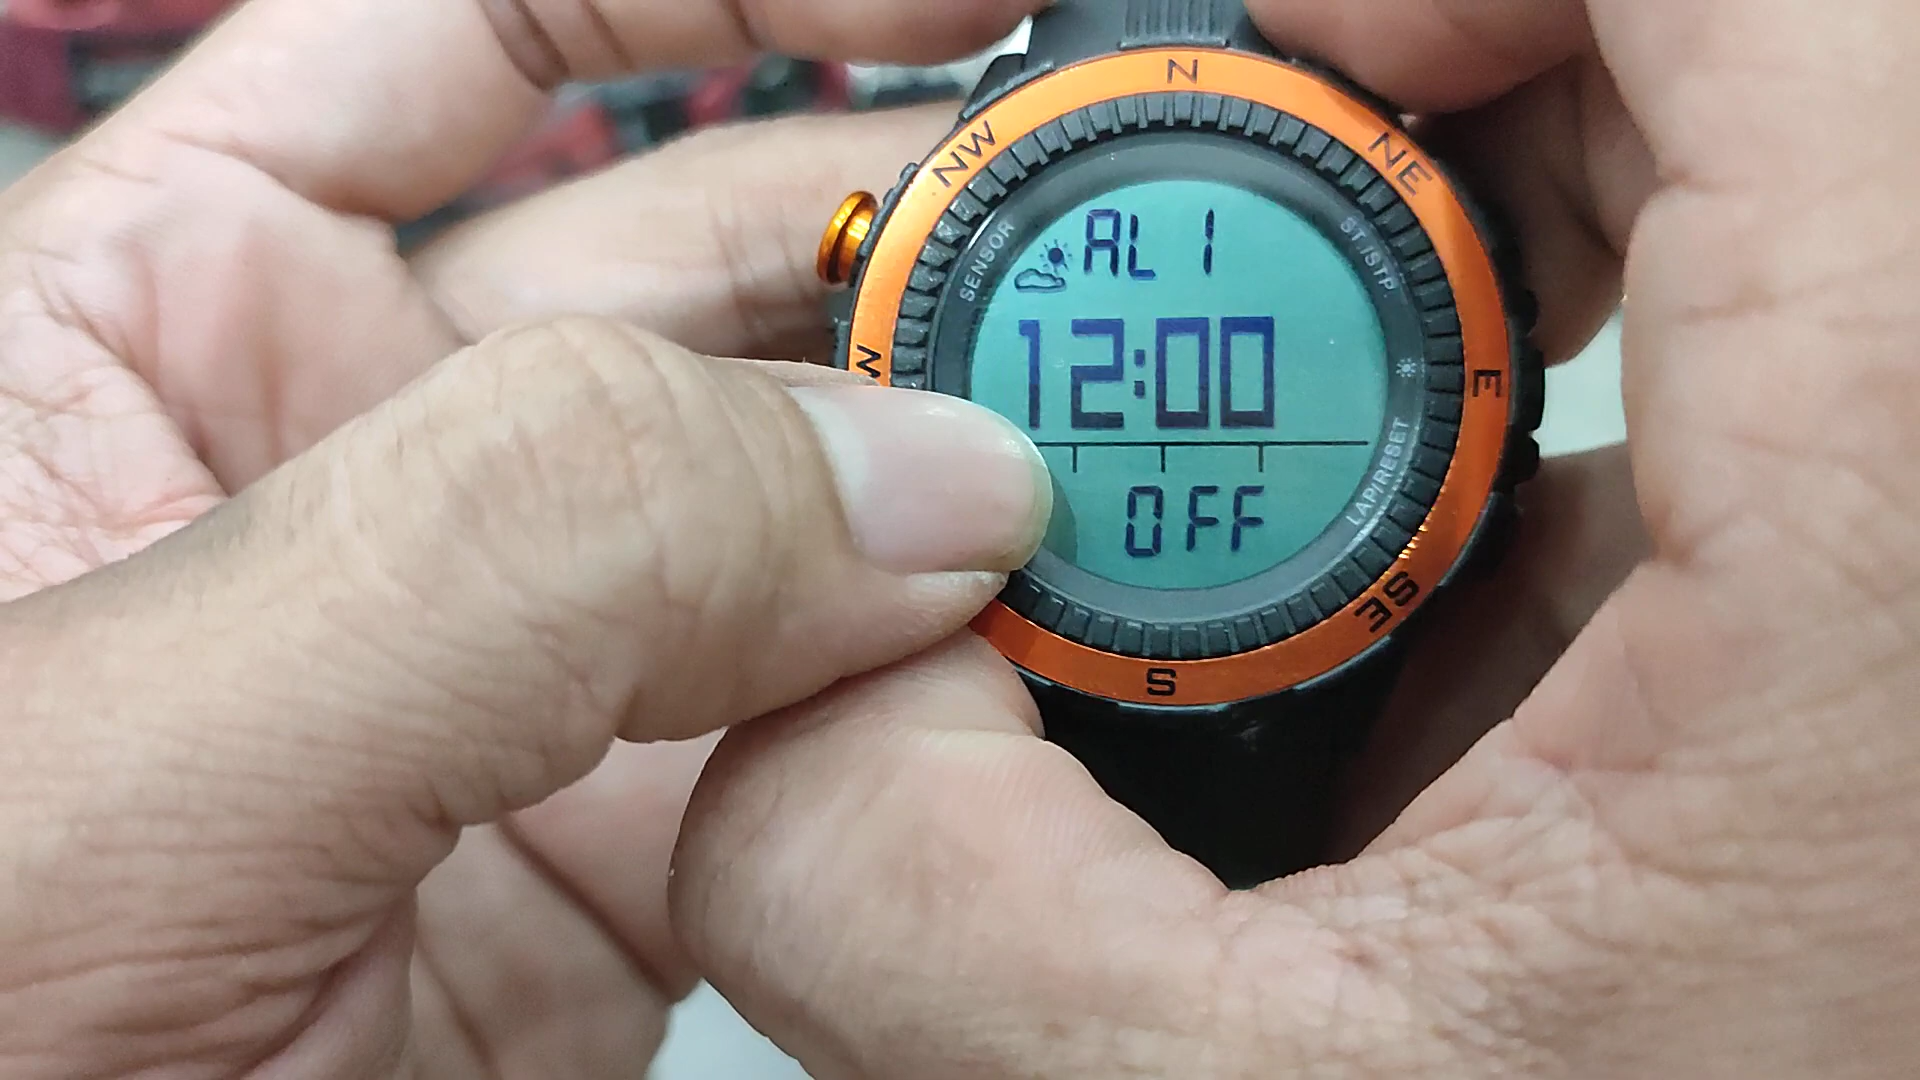 N
NW
NE
SENSOR
ST./STP.
AL 1
12:00
W
E
LAP/RESET
OFF
SE
S